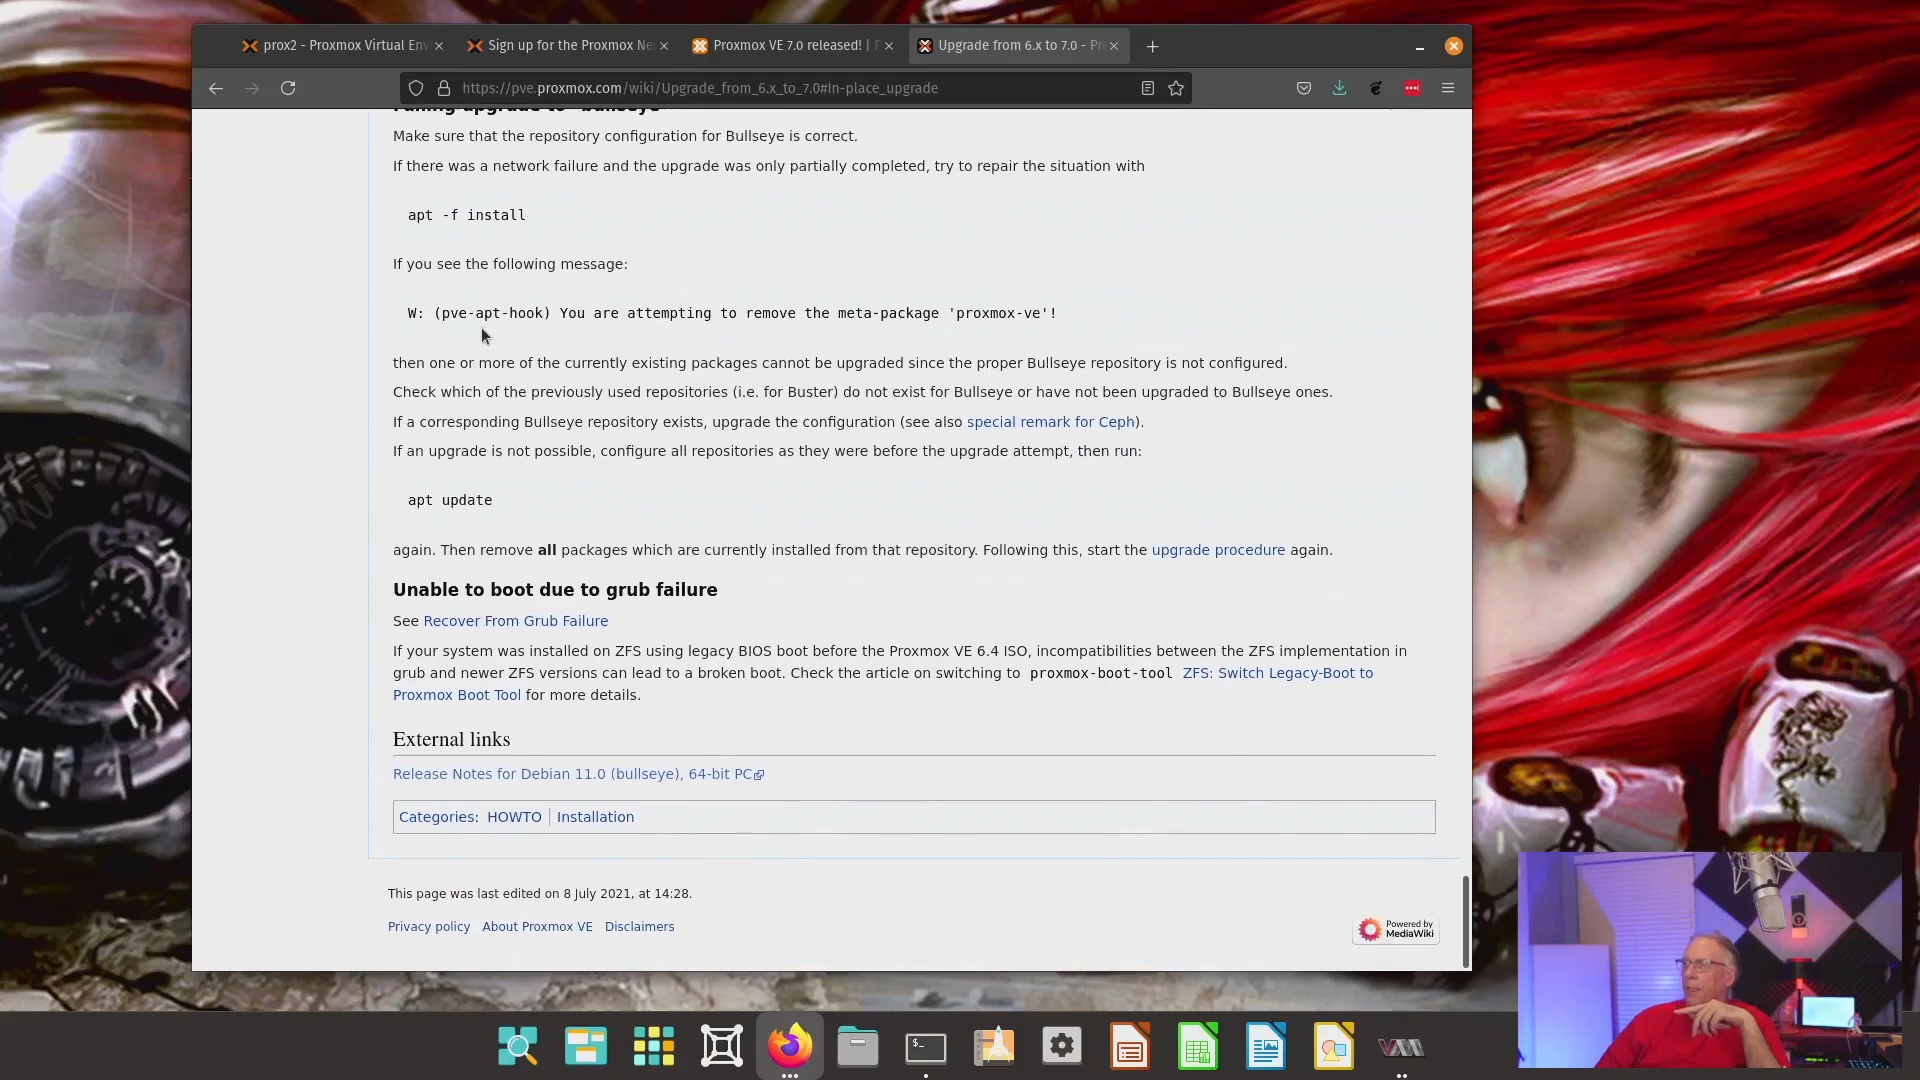 prox2 - Proxmox Virtual Env
Sign up for the Proxmox Ne
Proxmox VE 7.0 released! | P
Upgrade from 6.x to 7.0 - Pr
https://pve.proxmox.com/wiki/Upgrade_from_6.x_to_7.0#In-place_upgrade
Failing upgrade to "bullseye"
Make sure that the repository configuration for Bullseye is correct.
If there was a network failure and the upgrade was only partially completed, try to repair the situation with
apt -f install
If you see the following message:
W: (pve-apt-hook) You are attempting to remove the meta-package 'proxmox-ve'!
then one or more of the currently existing packages cannot be upgraded since the proper Bullseye repository is not configured.
Check which of the previously used repositories (i.e. for Buster) do not exist for Bullseye or have not been upgraded to Bullseye ones.
If a corresponding Bullseye repository exists, upgrade the configuration (see also special remark for Ceph).
If an upgrade is not possible, configure all repositories as they were before the upgrade attempt, then run:
apt update
again. Then remove all packages which are currently installed from that repository. Following this, start the upgrade procedure again.
Unable to boot due to grub failure
See Recover From Grub Failure
If your system was installed on ZFS using legacy BIOS boot before the Proxmox VE 6.4 ISO, incompatibilities between the ZFS implementation in
grub and newer ZFS versions can lead to a broken boot. Check the article on switching to proxmox-boot-tool ZFS: Switch Legacy-Boot to
Proxmox Boot Tool for more details.
External links
Release Notes for Debian 11.0 (bullseye), 64-bit PC
Categories: HOWTO | Installation
This page was last edited on 8 July 2021, at 14:28.
Privacy policy About Proxmox VE Disclaimers
Powered by
MediaWiki
$_